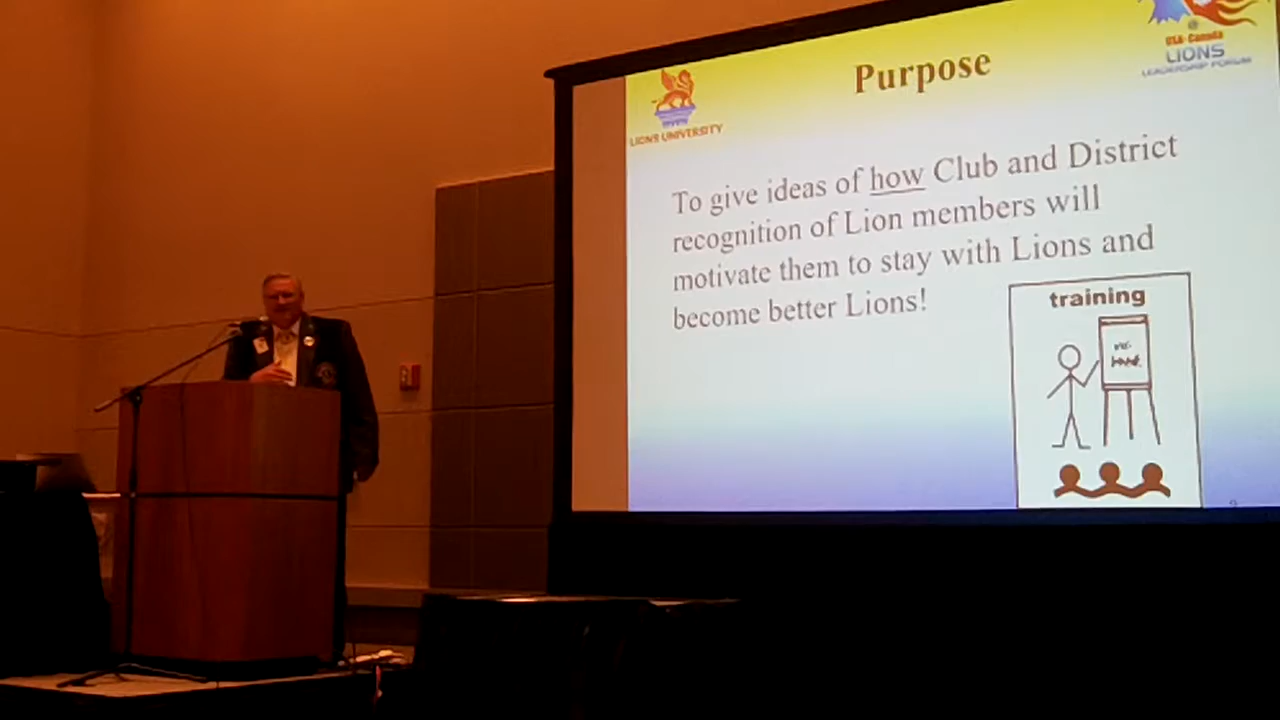 Purpose
USA-Canada
LIONS
LEADERSHIP FORUM
LIONS UNIVERSITY
To give ideas of how Club and District
recognition of Lion members will
motivate them to stay with Lions and
become better Lions!
training